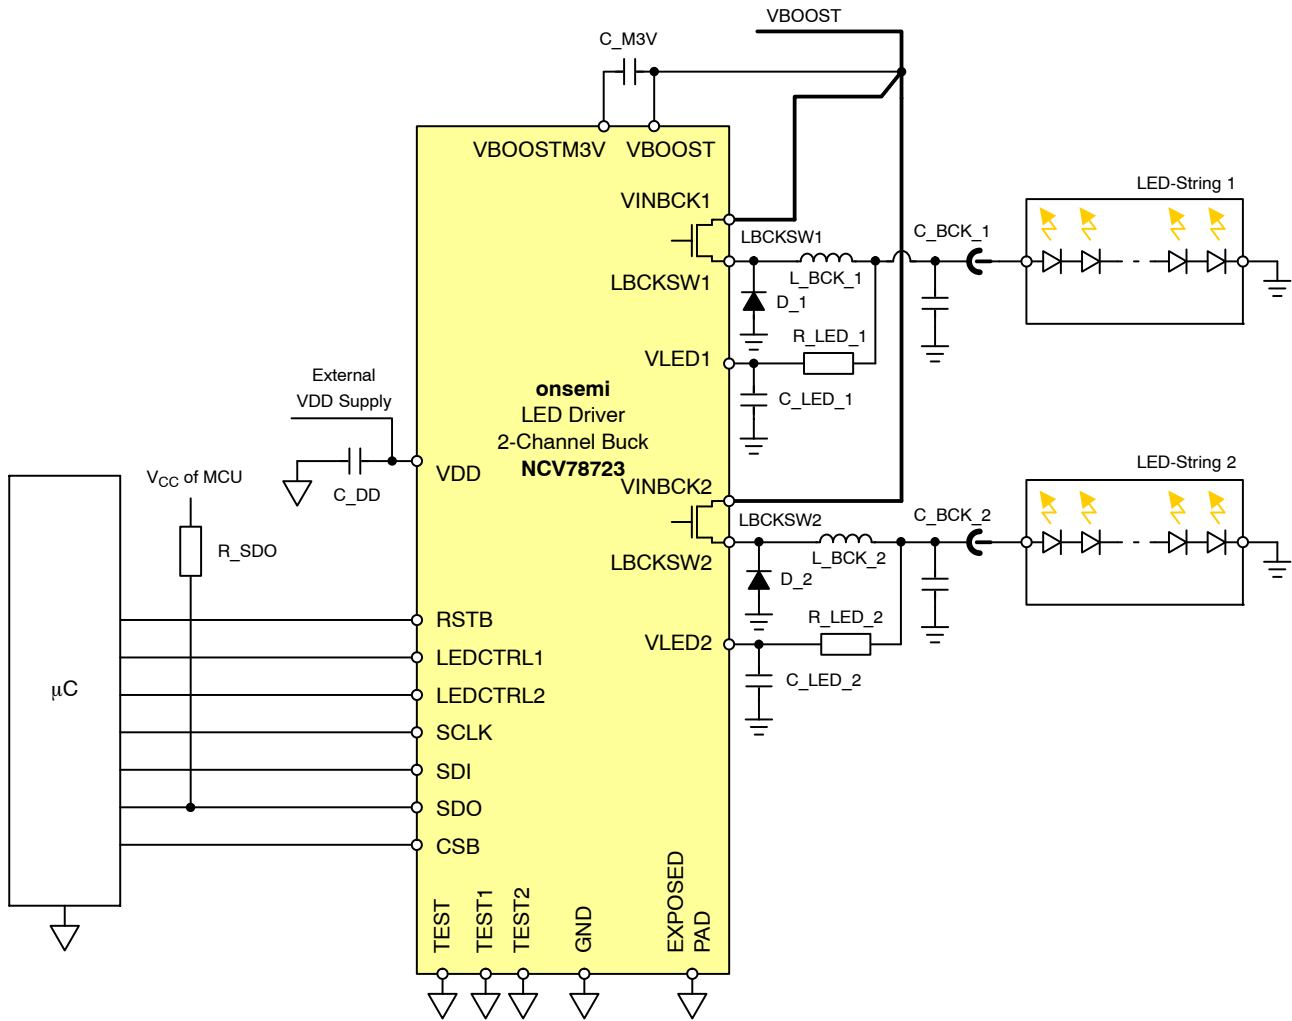 VBOOST
C_M3V
VBOOSTM3V
VBOOST
VINBCK1
LBCKSW1
LBCKSW1
L_BCK_1
C_BCK_1
LED-String 1
D_1
R_LED_1
VLED1
C_LED_1
External
VDD Supply
VDD
C_DD
onsemi
LED Driver
2-Channel Buck
NCV78723
VINBCK2
LBCKSW2
LBCKSW2
L_BCK_2
C_BCK_2
LED-String 2
D_2
R_LED_2
VLED2
C_LED_2
VCC of MCU
R_SDO
µC
RSTB
LEDCTRL1
LEDCTRL2
SCLK
SDI
SDO
CSB
TEST
TEST1
TEST2
GND
EXPOSED
PAD